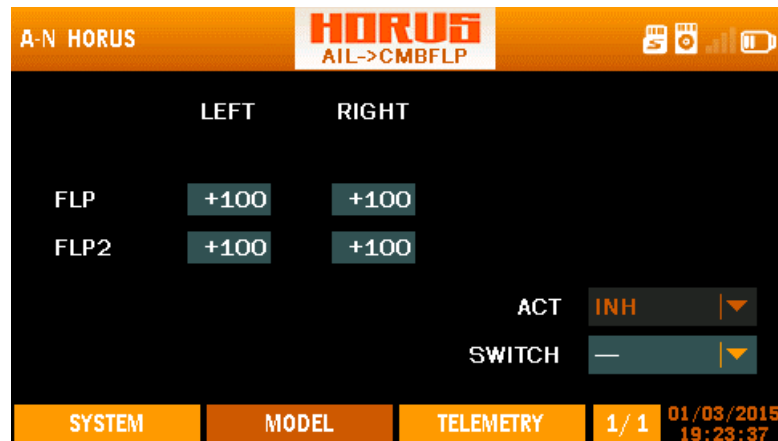 A-N HORUS
HORUS
AIL->CMBFLP
LEFT RIGHT
FLP +100 +100
FLP2 +100 +100
ACT INH
SWITCH —
SYSTEM MODEL TELEMETRY 1/1 01/03/2015
19:23:37